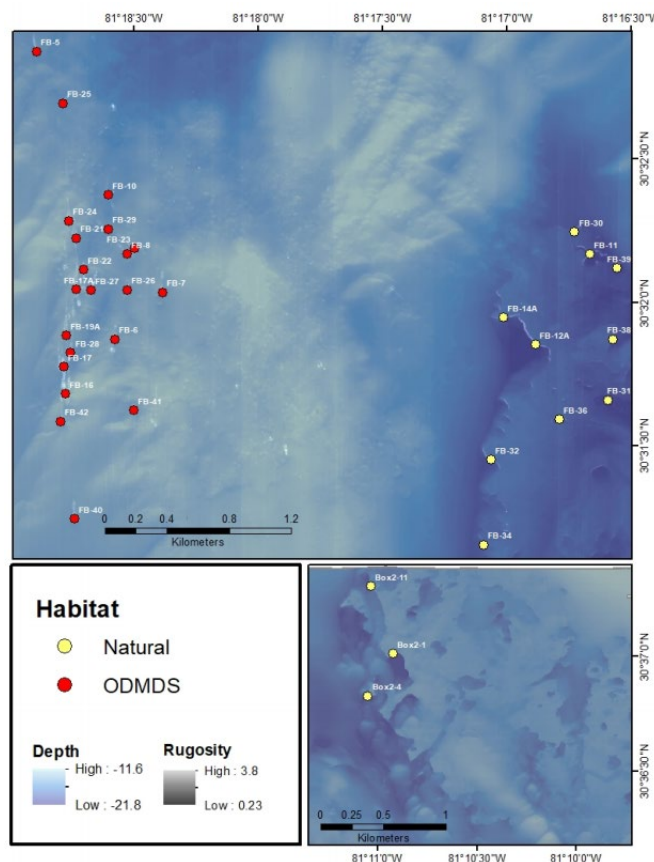 81°18'30"W 81°18'0"W 81°17'30"W 81°17'0"W 81°16'30"W
FB-5
FB-25
30°32'30"N
FB-10
FB-24
FB-29
FB-30
FB-21
FB-23
FB-8
FB-11
FB-22
FB-39
FB-17A
FB-27
FB-26
FB-7
30°32'0"N
FB-14A
FB-15A
FB-6
FB-12A
FB-38
FB-28
FB-17
FB-16
FB-31
FB-41
FB-42
FB-36
30°31'30"N
FB-32
FB-40
FB-34
0 0.2 0.4 0.8 1.2
Kilometers
Habitat
Natural
ODMDS
Depth
High : -11.6
Low : -21.8
Rugosity
High : 3.8
Low : 0.23
Box2-11
Box2-1
30°37'0"N
Box2-4
30°36'30"N
0 0.25 0.5 1
Kilometers
81°11'0"W 81°10'30"W 81°10'0"W